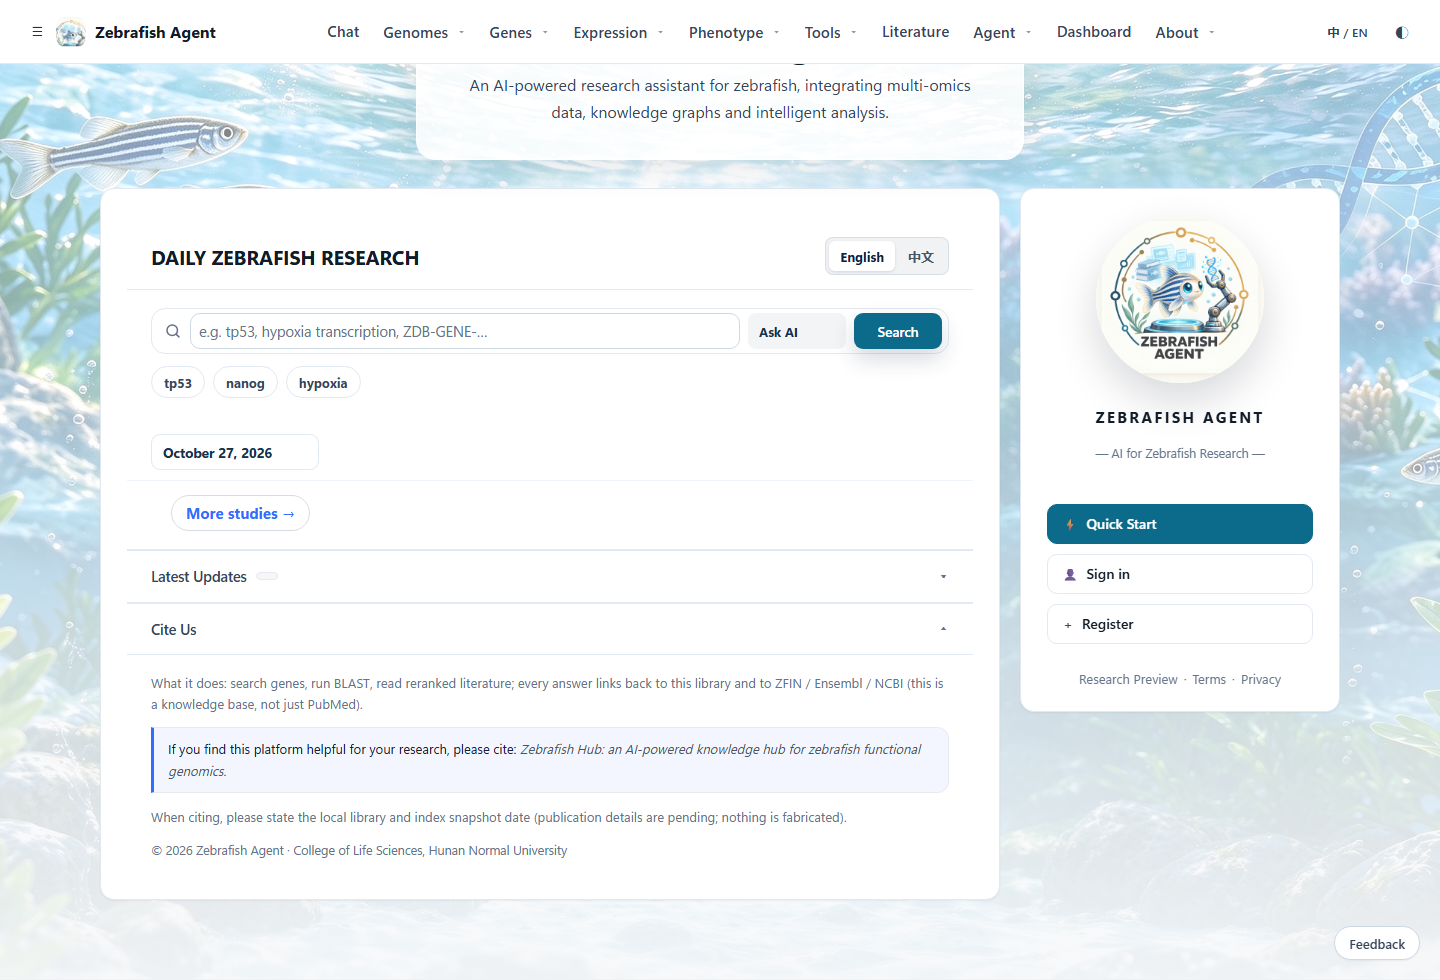 ☰ Zebrafish Agent Chat Genomes Genes Expression Phenotype Tools Literature Agent Dashboard About 中 / EN
An AI-powered research assistant for zebrafish, integrating multi-omics
data, knowledge graphs and intelligent analysis.
DAILY ZEBRAFISH RESEARCH
English 中文
e.g. tp53, hypoxia transcription, ZDB-GENE-...
Ask AI
Search
tp53 nanog hypoxia
October 27, 2026
More studies →
Latest Updates
Cite Us
What it does: search genes, run BLAST, read reranked literature; every answer links back to this library and to ZFIN / Ensembl / NCBI (this is
a knowledge base, not just PubMed).
If you find this platform helpful for your research, please cite: Zebrafish Hub: an AI-powered knowledge hub for zebrafish functional
genomics.
When citing, please state the local library and index snapshot date (publication details are pending; nothing is fabricated).
© 2026 Zebrafish Agent · College of Life Sciences, Hunan Normal University
ZEBRAFISH
AGENT
ZEBRAFISH AGENT
— AI for Zebrafish Research —
Quick Start
Sign in
+ Register
Research Preview · Terms · Privacy
Feedback